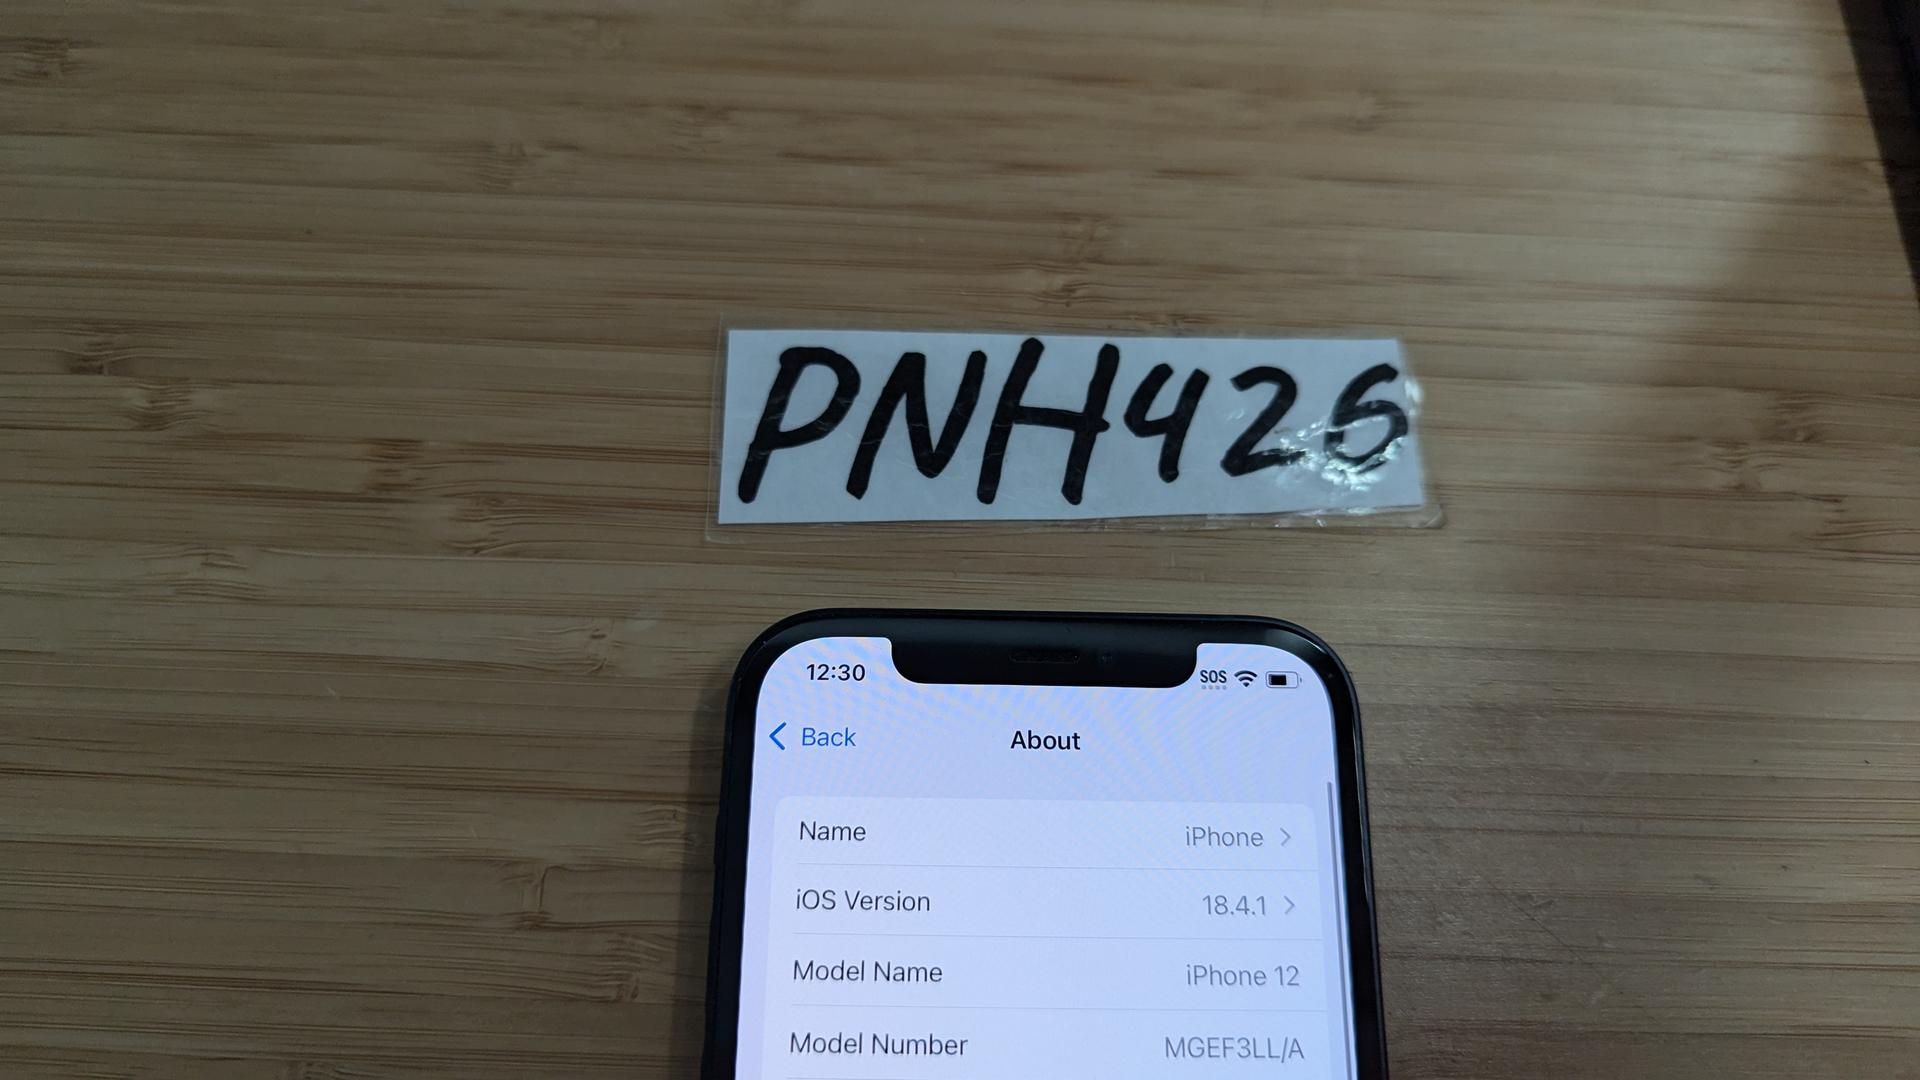 PNH426
12:30 SOS
Back About
Name iPhone
iOS Version 18.4.1
Model Name iPhone 12
Model Number MGEF3LL/A